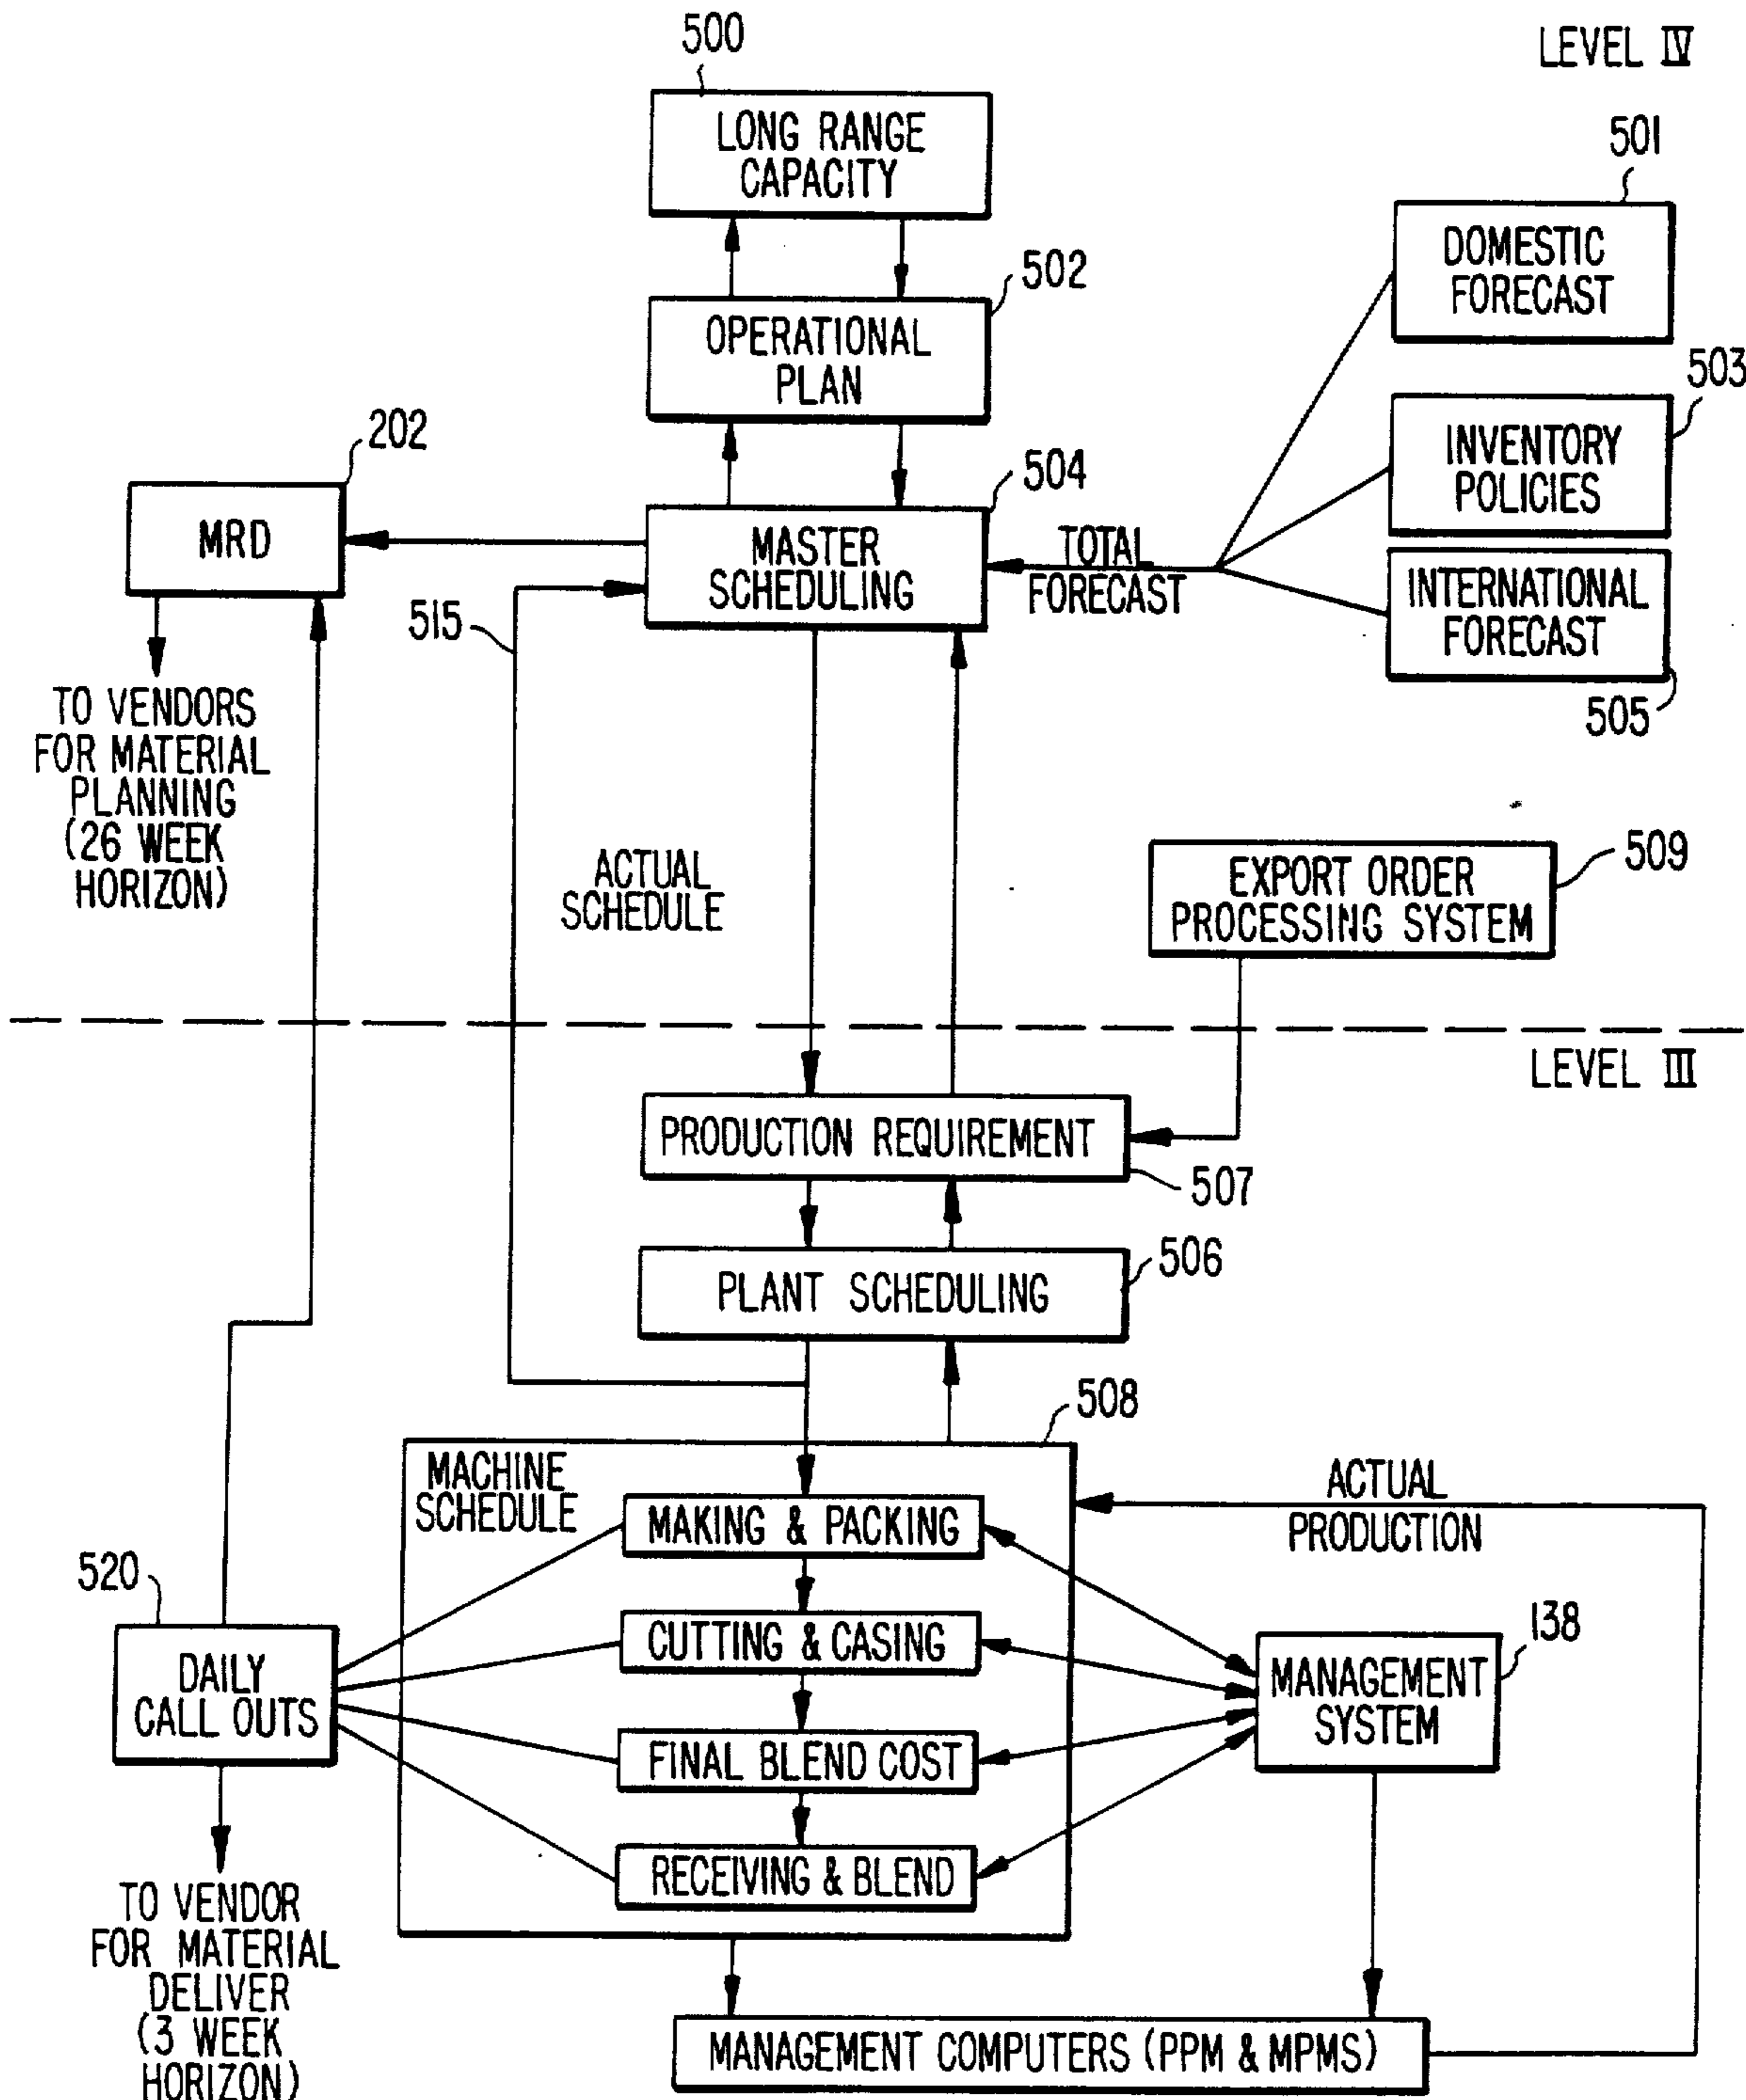 500
LEVEL IV
LONG RANGE
CAPACITY
501
DOMESTIC
FORECAST
502
OPERATIONAL
PLAN
503
INVENTORY
POLICIES
202
MRD
504
MASTER
SCHEDULING
TOTAL
FORECAST
INTERNATIONAL
FORECAST
505
515
TO VENDORS
FOR MATERIAL
PLANNING
(26 WEEK
HORIZON)
ACTUAL
SCHEDULE
509
EXPORT ORDER
PROCESSING SYSTEM
LEVEL III
PRODUCTION REQUIREMENT
507
506
PLANT SCHEDULING
508
MACHINE
SCHEDULE
MAKING & PACKING
ACTUAL
PRODUCTION
520
DAILY
CALL OUTS
CUTTING & CASING
138
MANAGEMENT
SYSTEM
FINAL BLEND COST
RECEIVING & BLEND
TO VENDOR
FOR MATERIAL
DELIVER
(3 WEEK
HORIZON)
MANAGEMENT COMPUTERS (PPM & MPMS)